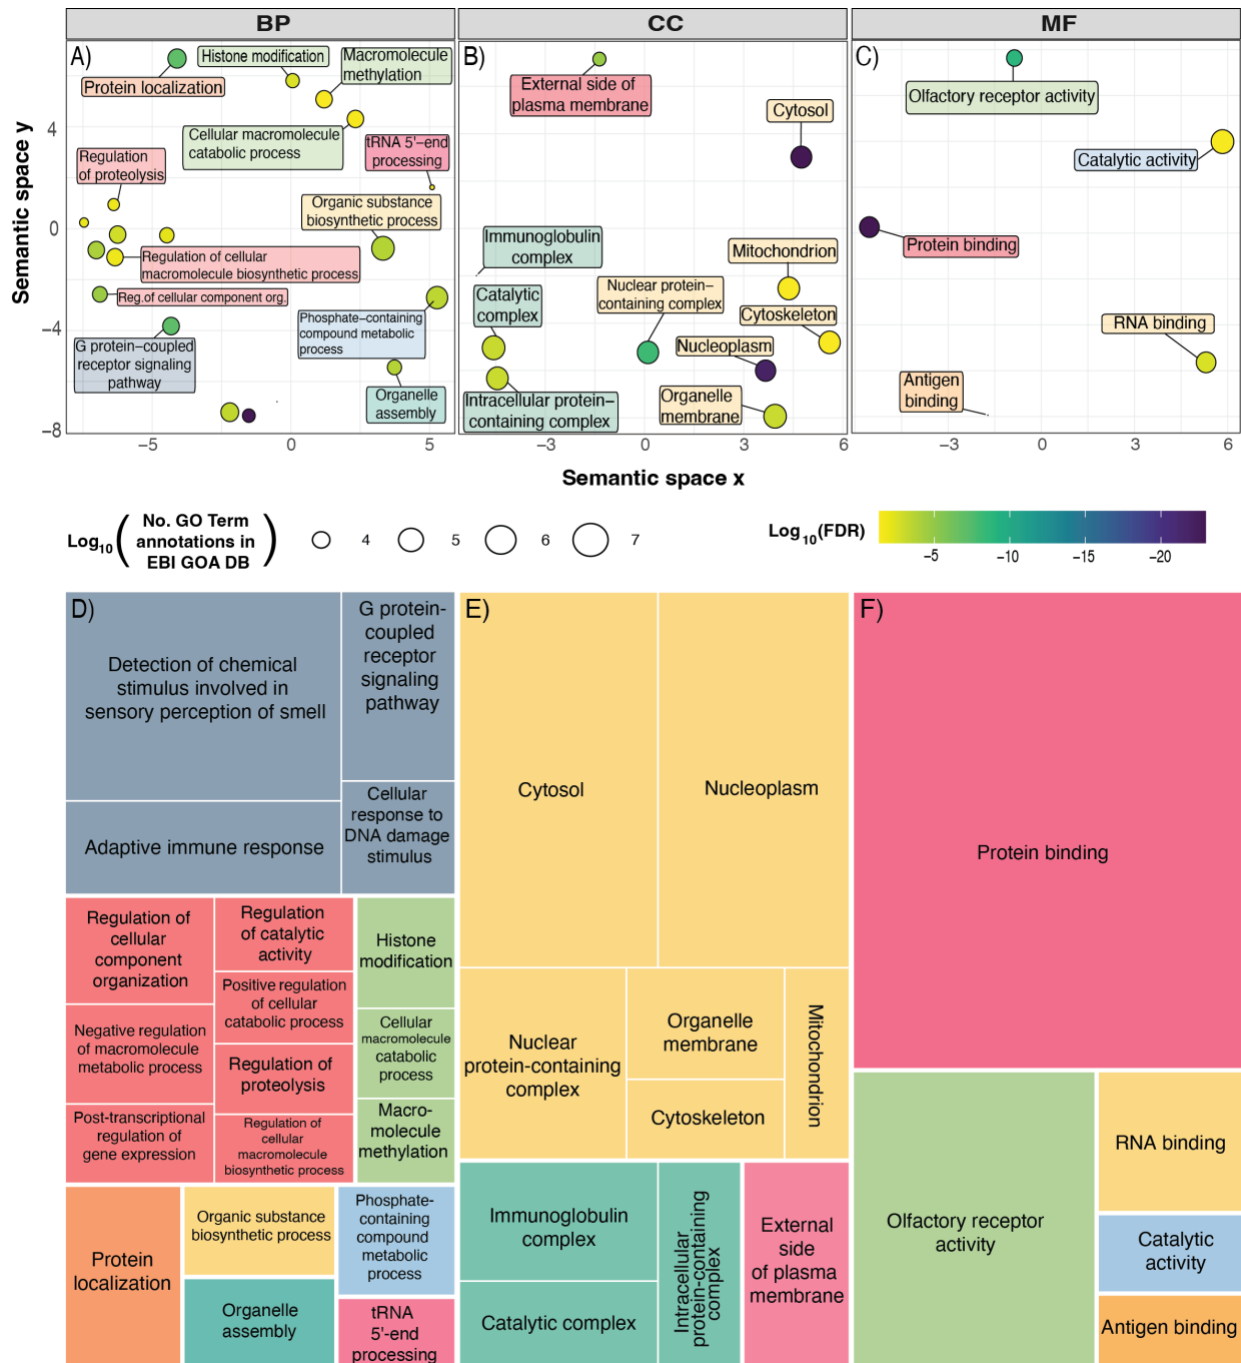 BP
CC
MF
A)
Histone modification
Macromolecule
methylation
Protein localization
Cellular macromolecule
catabolic process
tRNA 5'-end
processing
Regulation
of proteolysis
Organic substance
biosynthetic process
Regulation of cellular
macromolecule biosynthetic process
Reg.of cellular component org.
Phosphate-containing
compound metabolic
process
G protein-coupled
receptor signaling
pathway
Organelle
assembly
Semantic space y
4
0
-4
-8
-5
0
5
B)
External side of
plasma membrane
Cytosol
Immunoglobulin
complex
Mitochondrion
Catalytic
complex
Nuclear protein-
containing complex
Cytoskeleton
Nucleoplasm
Intracellular protein-
containing complex
Organelle
membrane
-3
0
3
6
C)
Olfactory receptor activity
Catalytic activity
Protein binding
RNA binding
Antigen
binding
-3
0
3
6
Semantic space x
Log10 ( No. GO Term
annotations in
EBI GOA DB )
4
5
6
7
Log10(FDR)
-5
-10
-15
-20
D)
Detection of chemical
stimulus involved in
sensory perception of smell
G protein-
coupled
receptor
signaling
pathway
Adaptive immune response
Cellular
response to
DNA damage
stimulus
Regulation of
cellular
component
organization
Regulation
of catalytic
activity
Histone
modification
Negative regulation
of macromolecule
metabolic process
Positive regulation
of cellular
catabolic process
Cellular
macromolecule
catabolic
process
Regulation of
proteolysis
Post-transcriptional
regulation of
gene expression
Regulation of
cellular
macromolecule
biosynthetic process
Macro-
molecule
methylation
Protein
localization
Organic substance
biosynthetic process
Phosphate-
containing
compound
metabolic
process
Organelle
assembly
tRNA
5'-end
processing
E)
Cytosol
Nucleoplasm
Nuclear
protein-containing
complex
Organelle
membrane
Cytoskeleton
Mitochondrion
Immunoglobulin
complex
Catalytic complex
Intracellular
protein-containing
complex
External
side
of plasma
membrane
F)
Protein binding
Olfactory receptor
activity
RNA binding
Catalytic
activity
Antigen binding